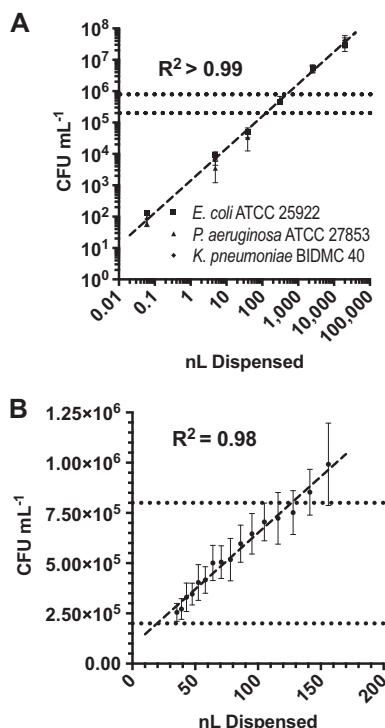 A
R² > 0.99
CFU mL⁻¹
10⁸
10⁷
10⁶
10⁵
10⁴
10³
10²
10¹
10⁰
E. coli ATCC 25922
P. aeruginosa ATCC 27853
K. pneumoniae BIDMC 40
0.01
0.1
1
10
100
1,000
10,000
100,000
nL Dispensed
B
R² = 0.98
CFU mL⁻¹
1.25×10⁶
1.00×10⁶
7.50×10⁵
5.00×10⁵
2.50×10⁵
0.00
0 50 100 150 200
nL Dispensed